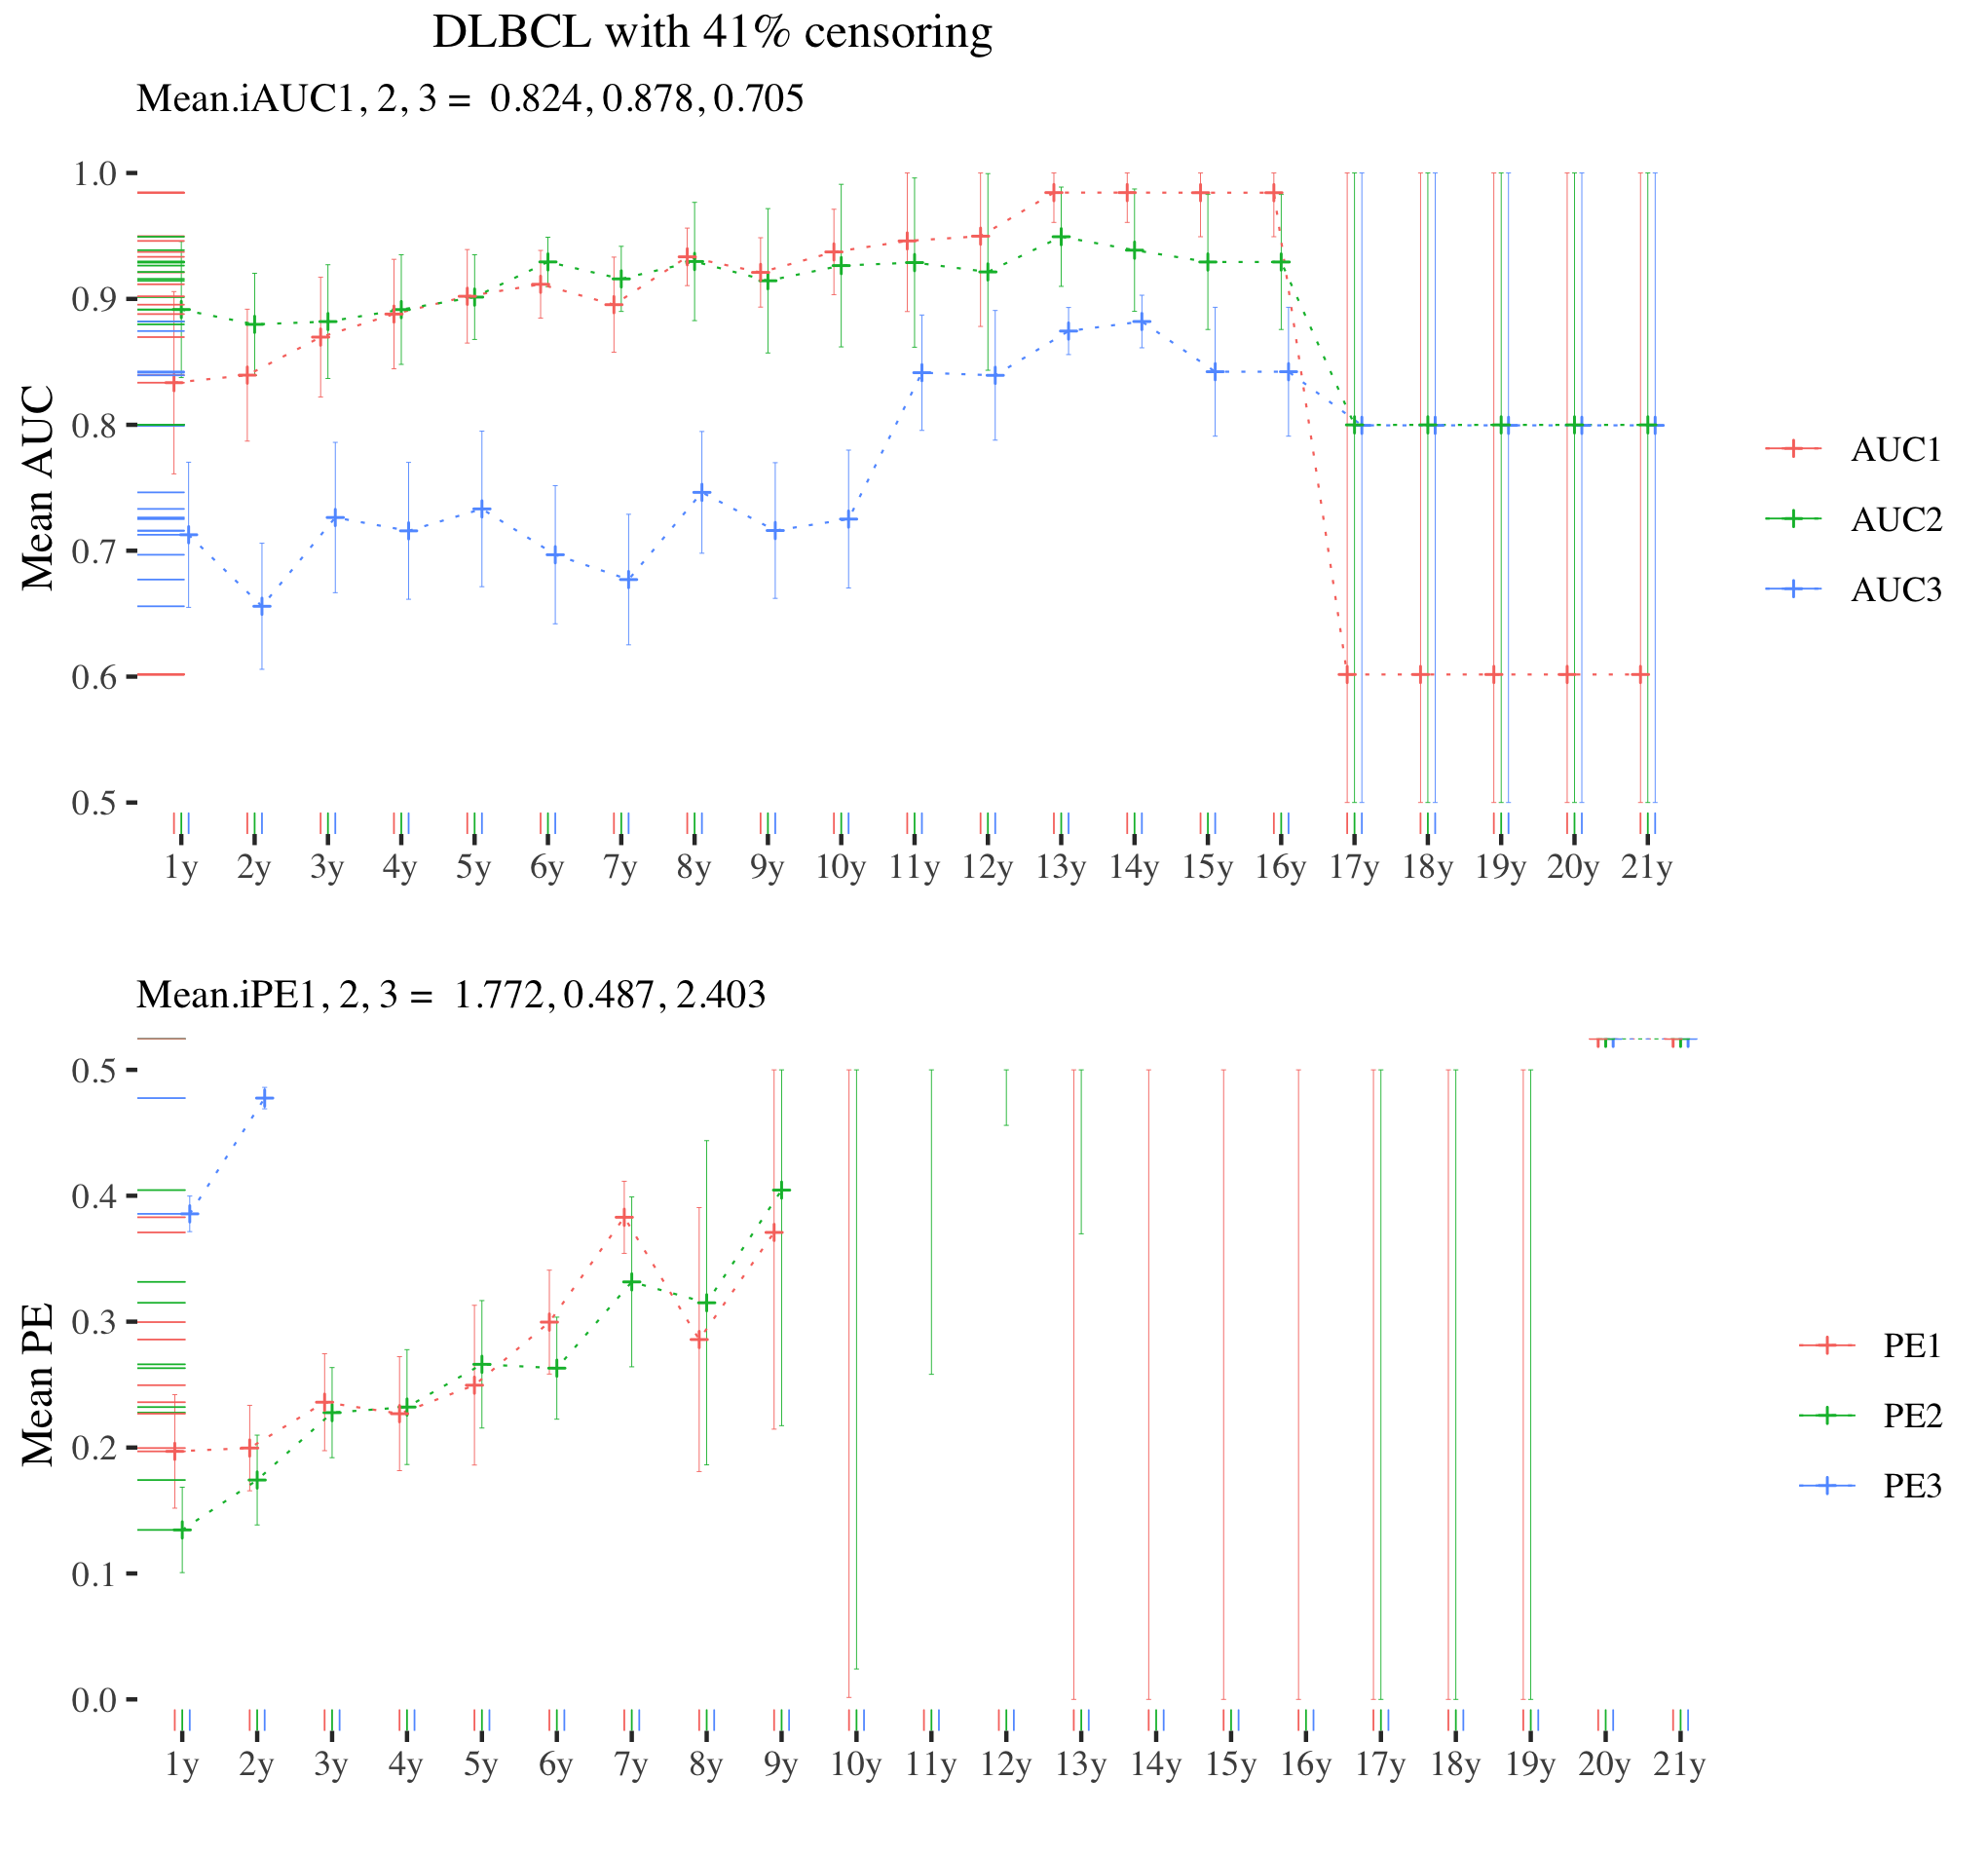 DLBCL with 41% censoring
Mean.iAUC1, 2, 3 = 0.824, 0.878, 0.705
Mean AUC
1.0
0.9
0.8
0.7
0.6
0.5
1y 2y 3y 4y 5y 6y 7y 8y 9y 10y 11y 12y 13y 14y 15y 16y 17y 18y 19y 20y 21y
AUC1
AUC2
AUC3
Mean.iPE1, 2, 3 = 1.772, 0.487, 2.403
Mean PE
0.5
0.4
0.3
0.2
0.1
0.0
1y 2y 3y 4y 5y 6y 7y 8y 9y 10y 11y 12y 13y 14y 15y 16y 17y 18y 19y 20y 21y
PE1
PE2
PE3